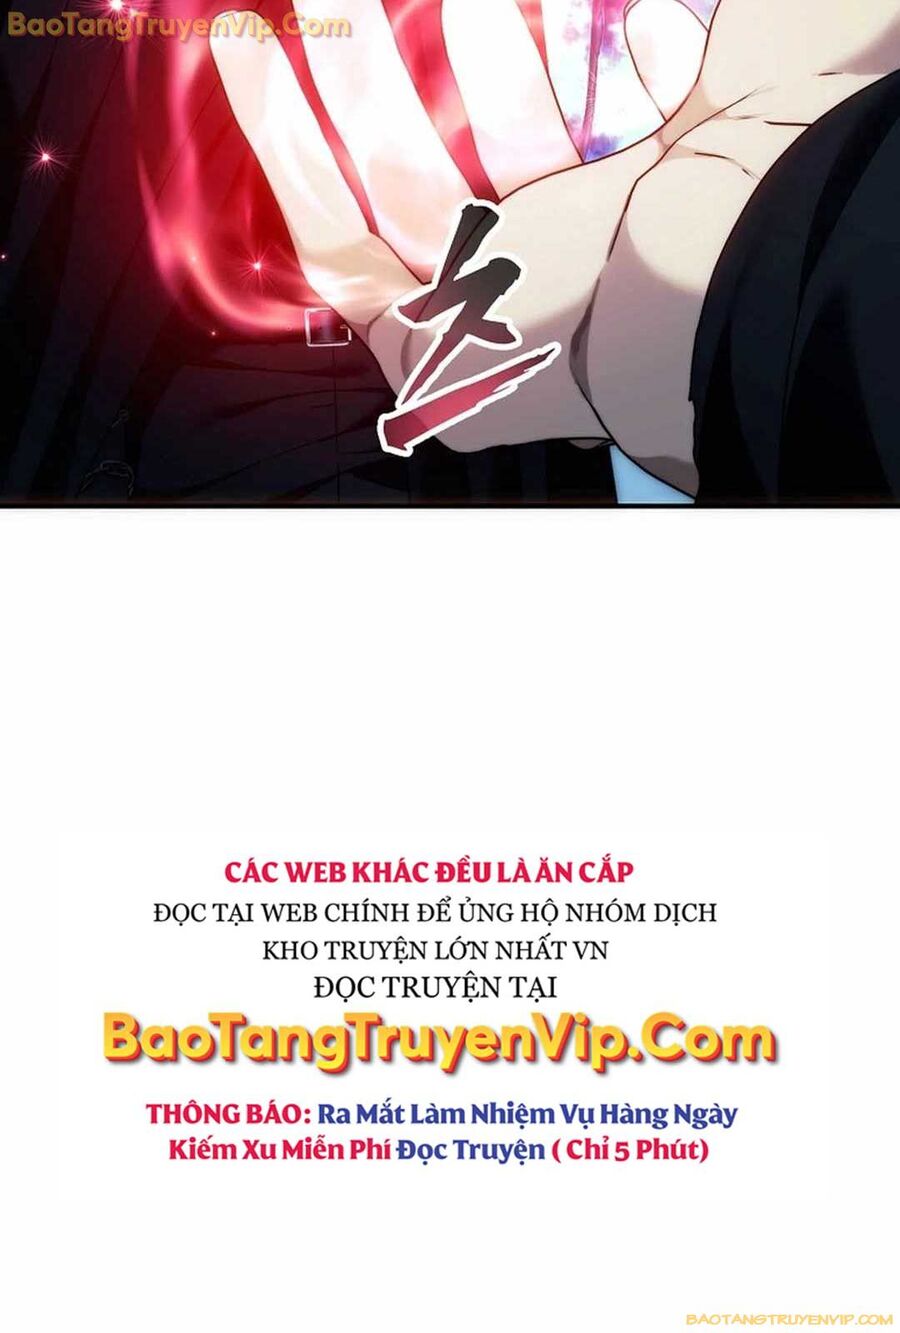 BaoTangTruyenVip.Com
스
CÁC WEB KHÁC ĐỀU LÀ ĂN CẮP
ĐỌC TẠI WEB CHÍNH ĐỂ ỦNG HỘ NHÓM DỊCH
KHO TRUYỆN LỚN NHẤT VN
ĐỌC TRUYỆN TẠI
BaoTangTruyenVip.Com
THÔNG BÁO: Ra Mắt Làm Nhiệm Vụ Hàng Ngày
Kiếm Xu Miễn Phí Đọc Truyện ( Chỉ 5 Phút)
BAOTANGTRUYENVIP.COM